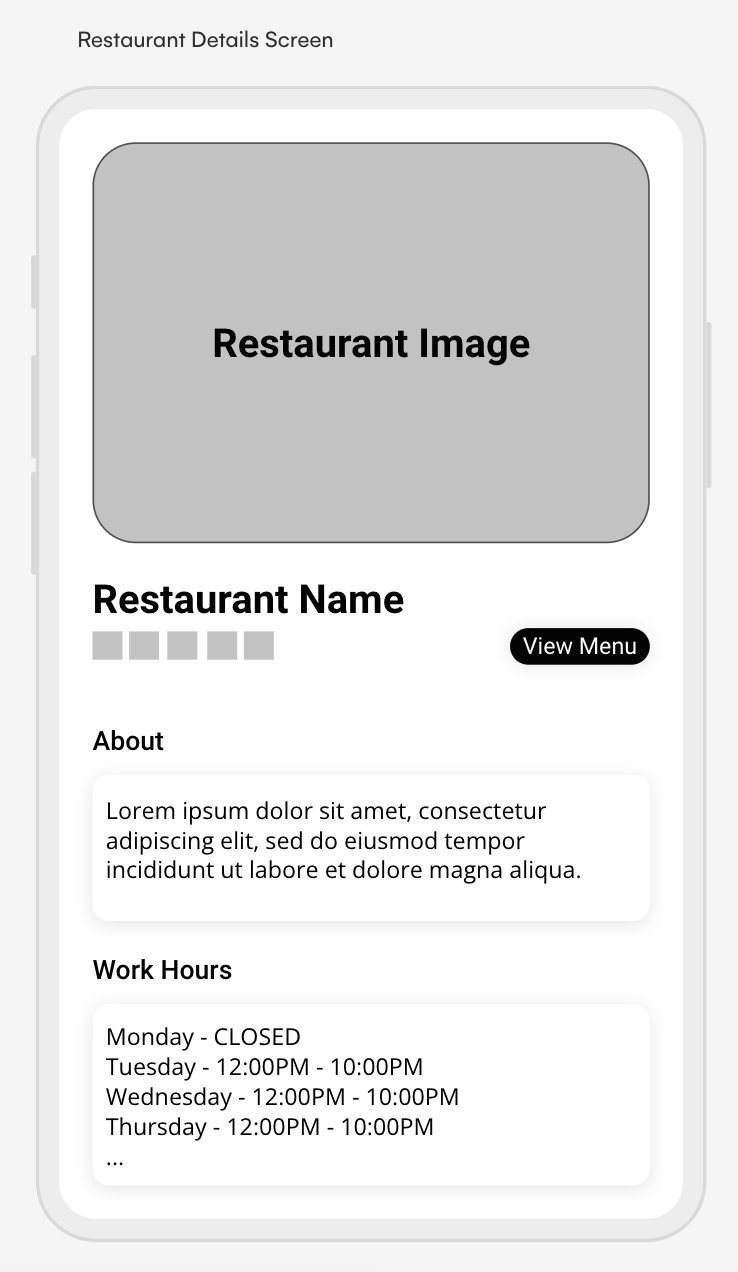 Restaurant Details Screen
Restaurant Image
Restaurant Name
View Menu
About
Lorem ipsum dolor sit amet, consectetur
adipiscing elit, sed do eiusmod tempor
incididunt ut labore et dolore magna aliqua.
Work Hours
Monday - CLOSED
Tuesday - 12:00PM - 10:00PM
Wednesday - 12:00PM - 10:00PM
Thursday - 12:00PM - 10:00PM
...